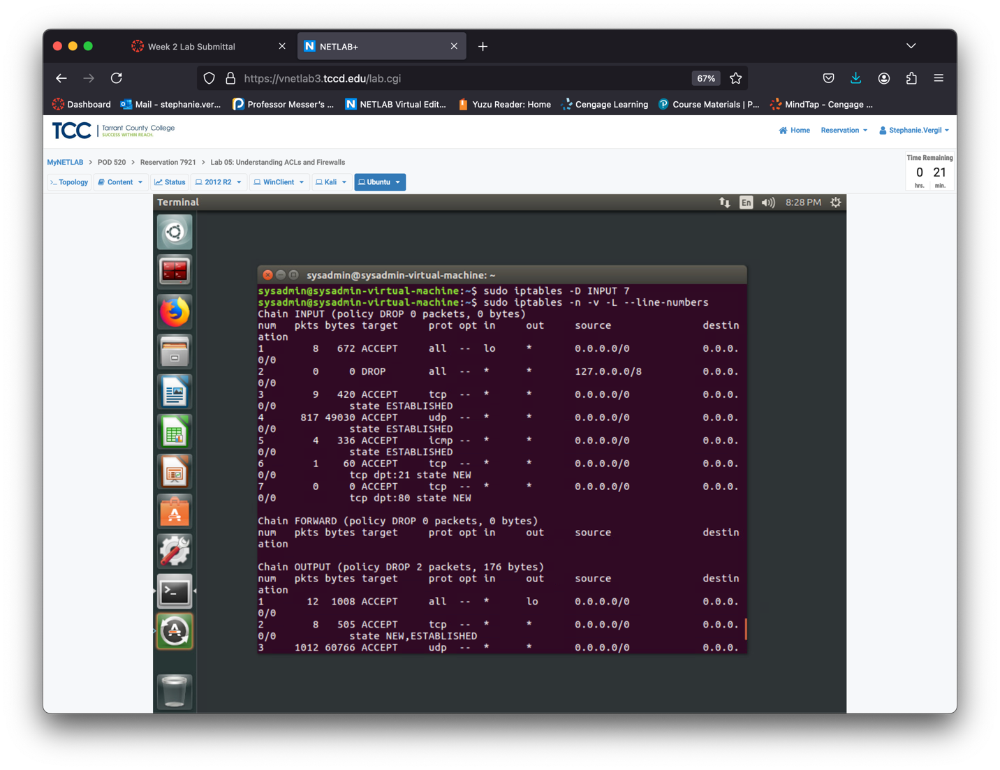 Week 2 Lab Submittal
NETLAB+
https://vnetlab3.tccd.edu/lab.cgi
67%
Dashboard
Mail - stephanie.ver...
Professor Messer's ...
NETLAB Virtual Edit...
Yuzu Reader: Home
Cengage Learning
Course Materials | P...
MindTap - Cengage ...
TCC Tarrant County College
SUCCESS WITHIN REACH.
Home Reservation Stephanie.Vergil
MyNETLAB > POD 520 > Reservation 7921 > Lab 05: Understanding ACLs and Firewalls
Time Remaining
0 21
hrs. min.
Topology Content Status 2012 R2 WinClient Kali Ubuntu
Terminal En 8:28 PM
sysadmin@sysadmin-virtual-machine: ~
sysadmin@sysadmin-virtual-machine:~$ sudo iptables -D INPUT 7
sysadmin@sysadmin-virtual-machine:~$ sudo iptables -n -v -L --line-numbers
Chain INPUT (policy DROP 0 packets, 0 bytes)
num pkts bytes target prot opt in out source destin
ation
1 8 672 ACCEPT all -- lo * 0.0.0.0/0 0.0.0.
0/0
2 0 0 DROP all -- * * 127.0.0.0/8 0.0.0.
0/0
3 9 420 ACCEPT tcp -- * * 0.0.0.0/0 0.0.0.
0/0 state ESTABLISHED
4 817 49030 ACCEPT udp -- * * 0.0.0.0/0 0.0.0.
0/0 state ESTABLISHED
5 4 336 ACCEPT icmp -- * * 0.0.0.0/0 0.0.0.
0/0 state ESTABLISHED
6 1 60 ACCEPT tcp -- * * 0.0.0.0/0 0.0.0.
0/0 tcp dpt:21 state NEW
7 0 0 ACCEPT tcp -- * * 0.0.0.0/0 0.0.0.
0/0 tcp dpt:80 state NEW
Chain FORWARD (policy DROP 0 packets, 0 bytes)
num pkts bytes target prot opt in out source destin
ation
Chain OUTPUT (policy DROP 2 packets, 176 bytes)
num pkts bytes target prot opt in out source destin
ation
1 12 1008 ACCEPT all -- * lo 0.0.0.0/0 0.0.0.
0/0
2 8 505 ACCEPT tcp -- * * 0.0.0.0/0 0.0.0.
0/0 state NEW,ESTABLISHED
3 1012 60766 ACCEPT udp -- * * 0.0.0.0/0 0.0.0.